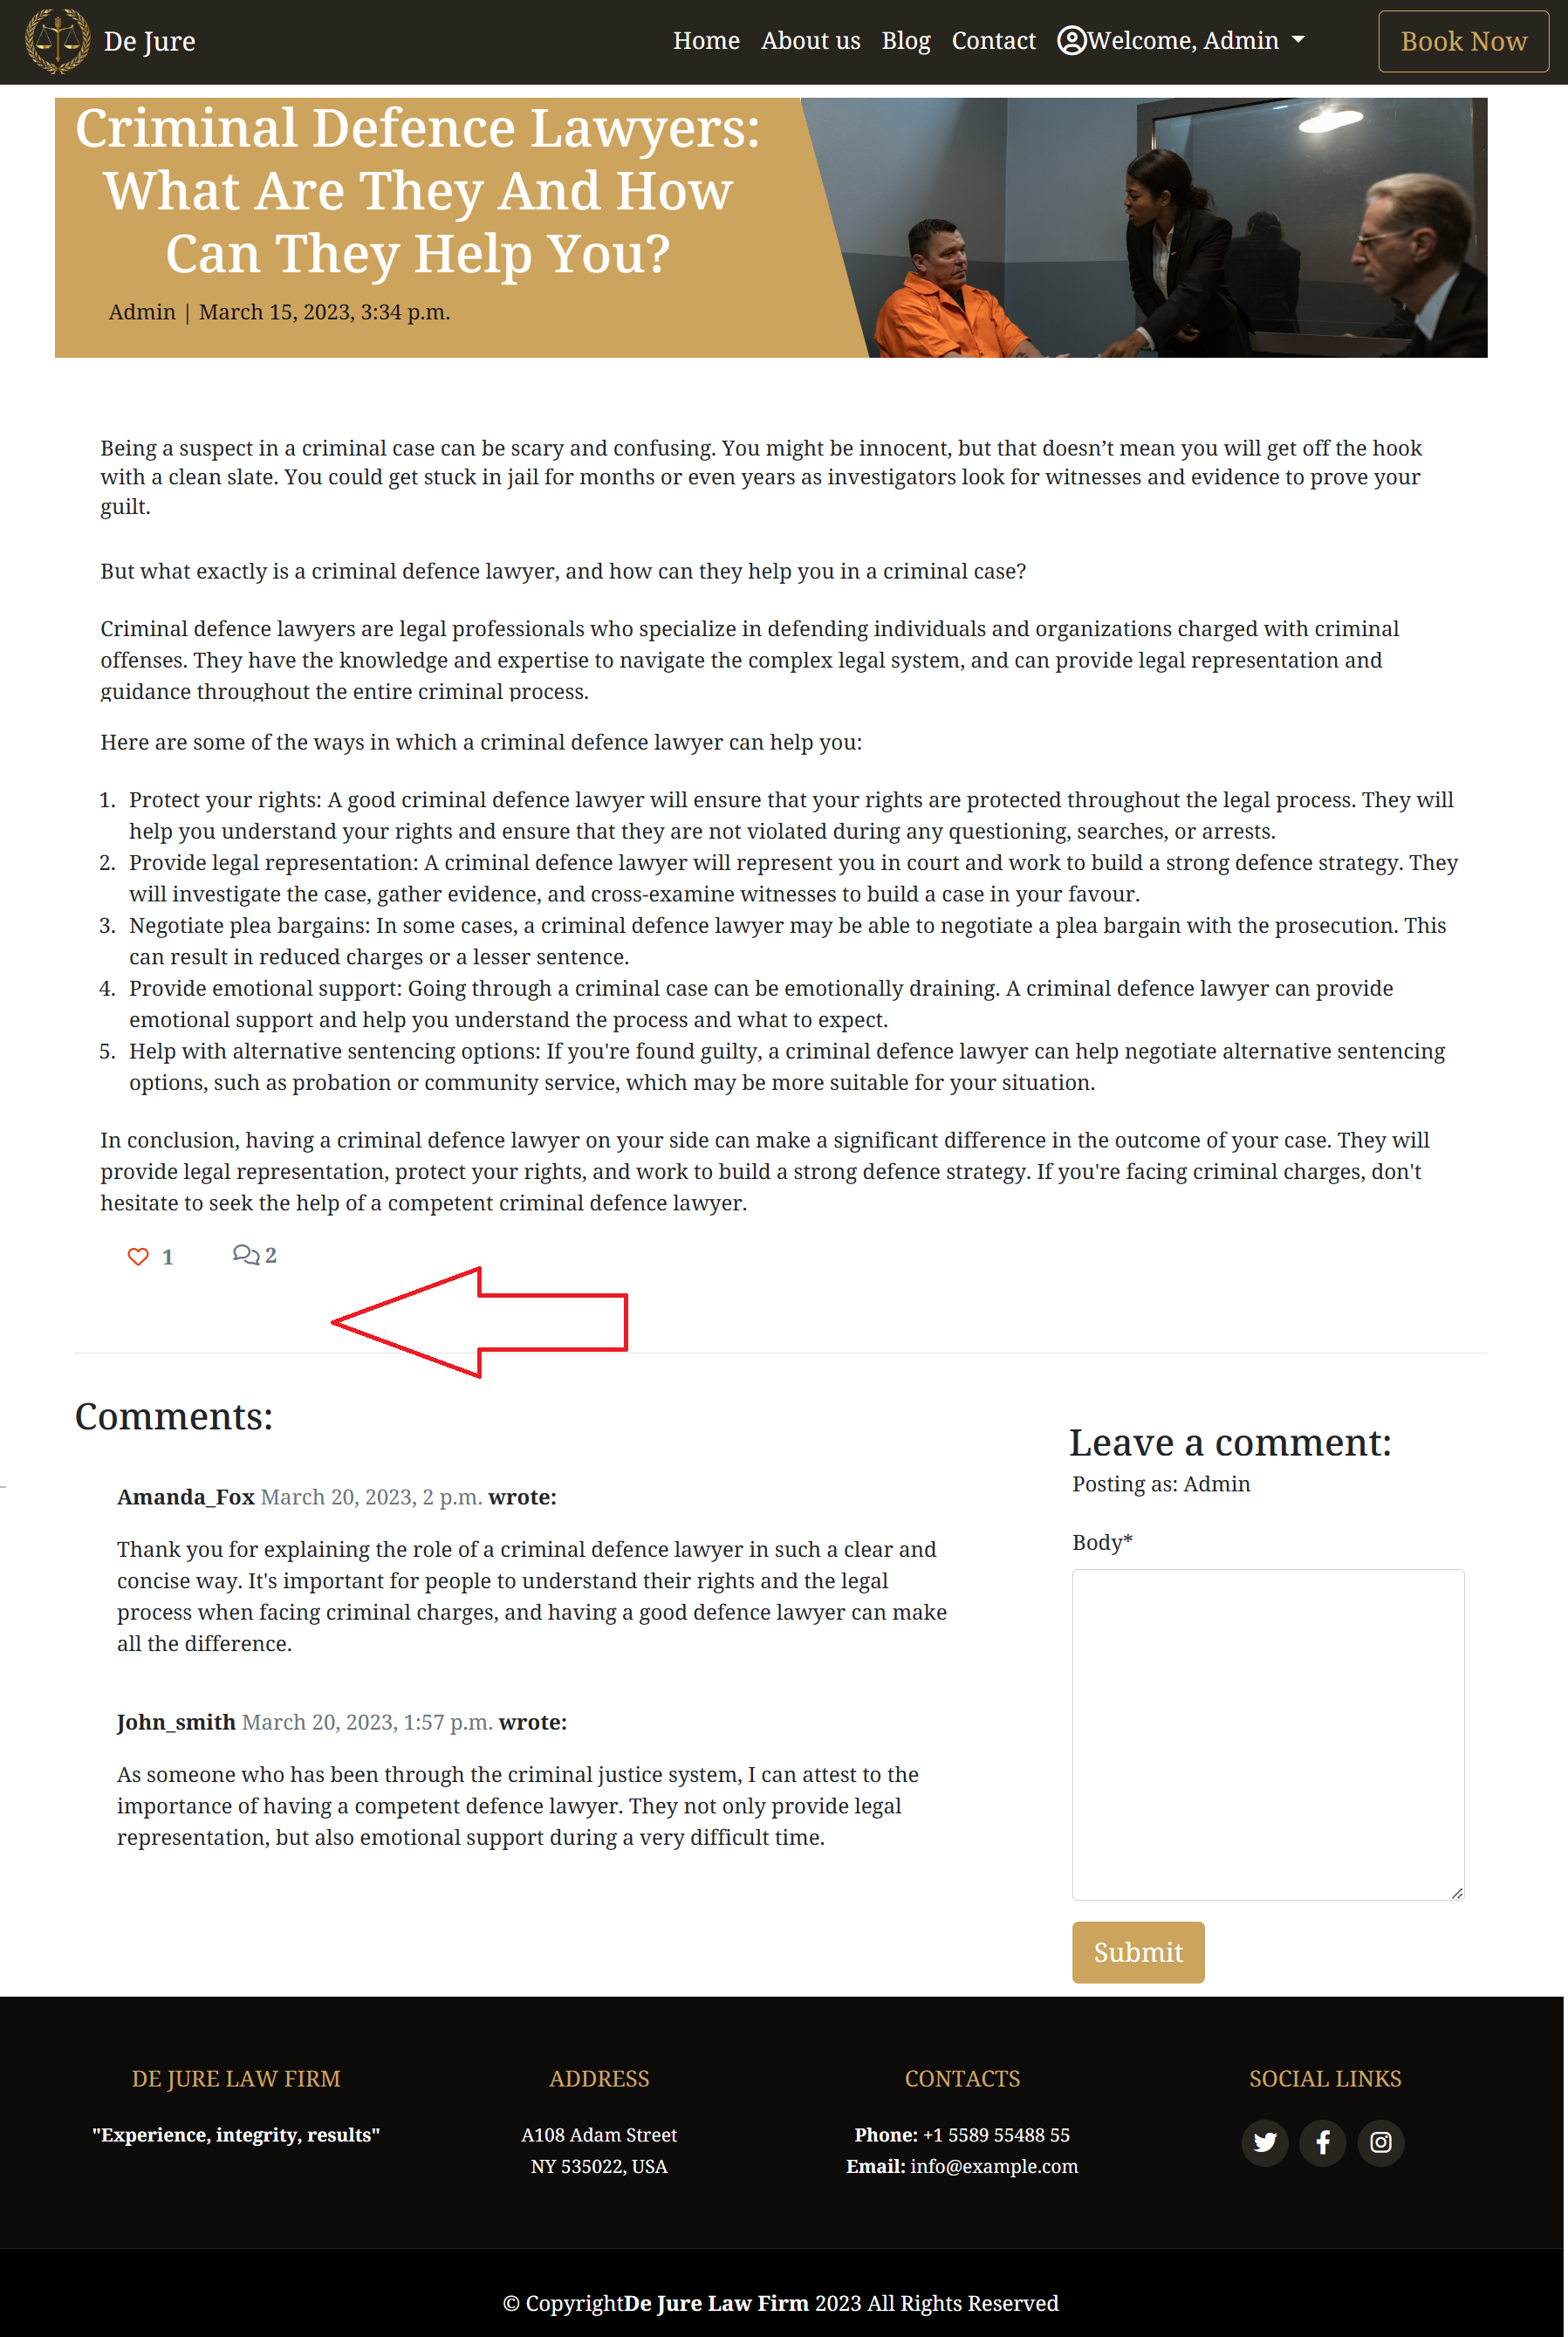 De Jure
Home About us Blog Contact Welcome, Admin Book Now
Criminal Defence Lawyers:
What Are They And How
Can They Help You?
Admin | March 15, 2023, 3:34 p.m.
Being a suspect in a criminal case can be scary and confusing. You might be innocent, but that doesn’t mean you will get off the hook
with a clean slate. You could get stuck in jail for months or even years as investigators look for witnesses and evidence to prove your
guilt.
But what exactly is a criminal defence lawyer, and how can they help you in a criminal case?
Criminal defence lawyers are legal professionals who specialize in defending individuals and organizations charged with criminal
offenses. They have the knowledge and expertise to navigate the complex legal system, and can provide legal representation and
guidance throughout the entire criminal process.
Here are some of the ways in which a criminal defence lawyer can help you:
1. Protect your rights: A good criminal defence lawyer will ensure that your rights are protected throughout the legal process. They will
help you understand your rights and ensure that they are not violated during any questioning, searches, or arrests.
2. Provide legal representation: A criminal defence lawyer will represent you in court and work to build a strong defence strategy. They
will investigate the case, gather evidence, and cross-examine witnesses to build a case in your favour.
3. Negotiate plea bargains: In some cases, a criminal defence lawyer may be able to negotiate a plea bargain with the prosecution. This
can result in reduced charges or a lesser sentence.
4. Provide emotional support: Going through a criminal case can be emotionally draining. A criminal defence lawyer can provide
emotional support and help you understand the process and what to expect.
5. Help with alternative sentencing options: If you're found guilty, a criminal defence lawyer can help negotiate alternative sentencing
options, such as probation or community service, which may be more suitable for your situation.
In conclusion, having a criminal defence lawyer on your side can make a significant difference in the outcome of your case. They will
provide legal representation, protect your rights, and work to build a strong defence strategy. If you're facing criminal charges, don't
hesitate to seek the help of a competent criminal defence lawyer.
1 2
Comments:
Amanda_Fox March 20, 2023, 2 p.m. wrote:
Thank you for explaining the role of a criminal defence lawyer in such a clear and
concise way. It's important for people to understand their rights and the legal
process when facing criminal charges, and having a good defence lawyer can make
all the difference.
John_smith March 20, 2023, 1:57 p.m. wrote:
As someone who has been through the criminal justice system, I can attest to the
importance of having a competent defence lawyer. They not only provide legal
representation, but also emotional support during a very difficult time.
Leave a comment:
Posting as: Admin
Body*
Submit
DE JURE LAW FIRM
"Experience, integrity, results"
ADDRESS
A108 Adam Street
NY 535022, USA
CONTACTS
Phone: +1 5589 55488 55
Email: info@example.com
SOCIAL LINKS
© CopyrightDe Jure Law Firm 2023 All Rights Reserved